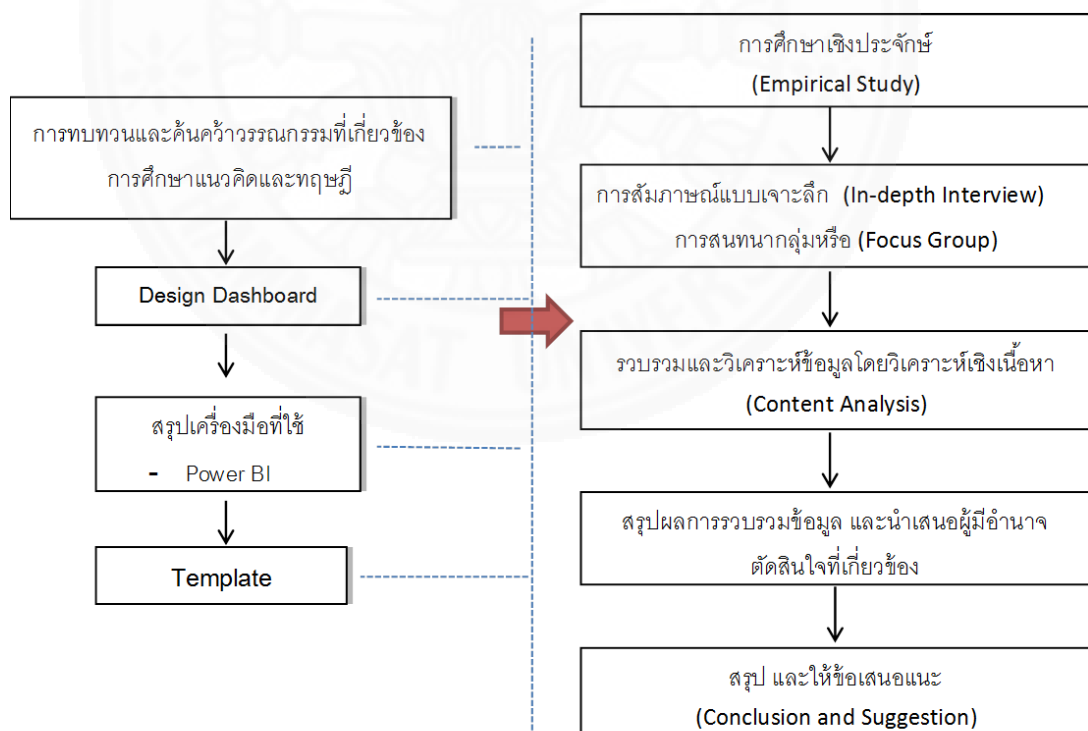 การทบทวนและค้นคว้าวรรณกรรมที่เกี่ยวข้อง
การศึกษาแนวคิดและทฤษฎี
Design Dashboard
สรุปเครื่องมือที่ใช้
- Power BI
Template
การศึกษาเชิงประจักษ์
(Empirical Study)
การสัมภาษณ์แบบเจาะลึก (In-depth Interview)
การสนทนากลุ่มหรือ (Focus Group)
รวบรวมและวิเคราะห์ข้อมูลโดยวิเคราะห์เชิงเนื้อหา
(Content Analysis)
สรุปผลการรวบรวมข้อมูล และนำเสนอผู้มีอำนาจ
ตัดสินใจที่เกี่ยวข้อง
สรุป และให้ข้อเสนอแนะ
(Conclusion and Suggestion)